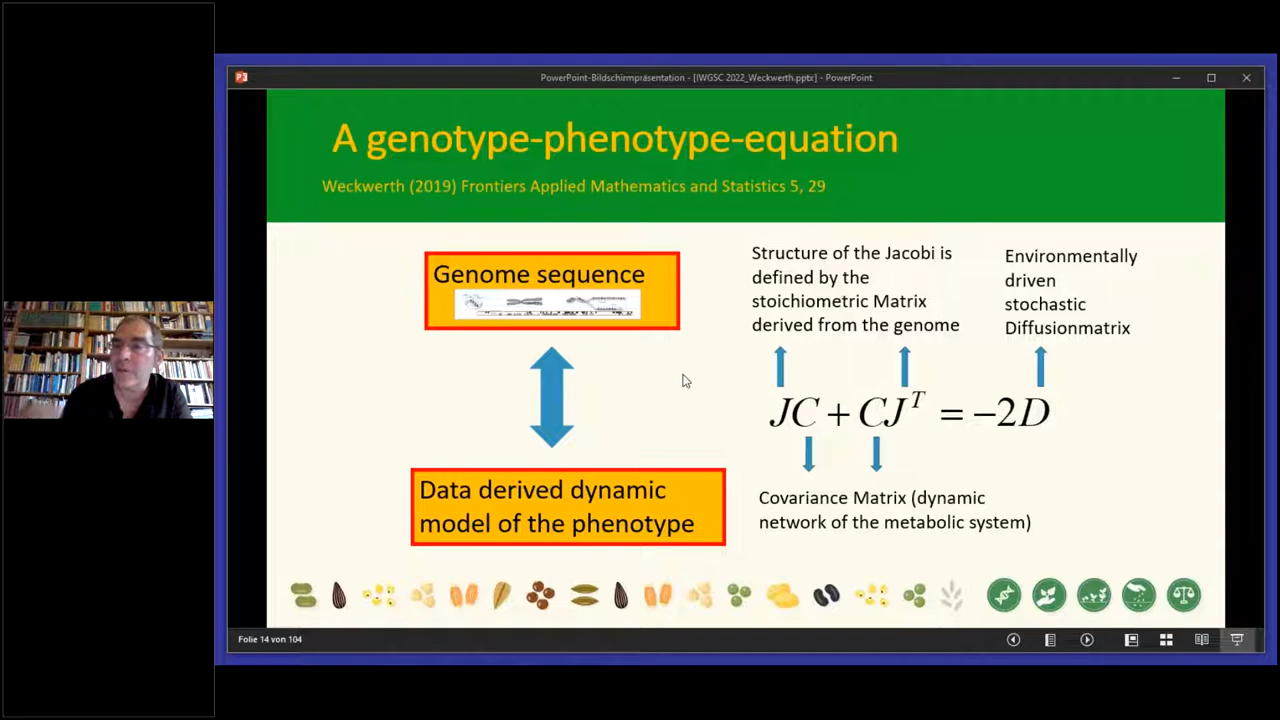 PowerPoint-Bildschirmpräsentation - [IWGSC 2022_Weckwerth.pptx] - PowerPoint
A genotype-phenotype-equation
Weckwerth (2019) Frontiers Applied Mathematics and Statistics 5, 29
Genome sequence
Data derived dynamic
model of the phenotype
Structure of the Jacobi is
defined by the
stoichiometric Matrix
derived from the genome
Environmentally
driven
stochastic
Diffusionmatrix
JC + CJ^T = −2D
Covariance Matrix (dynamic
network of the metabolic system)
Folie 14 von 104